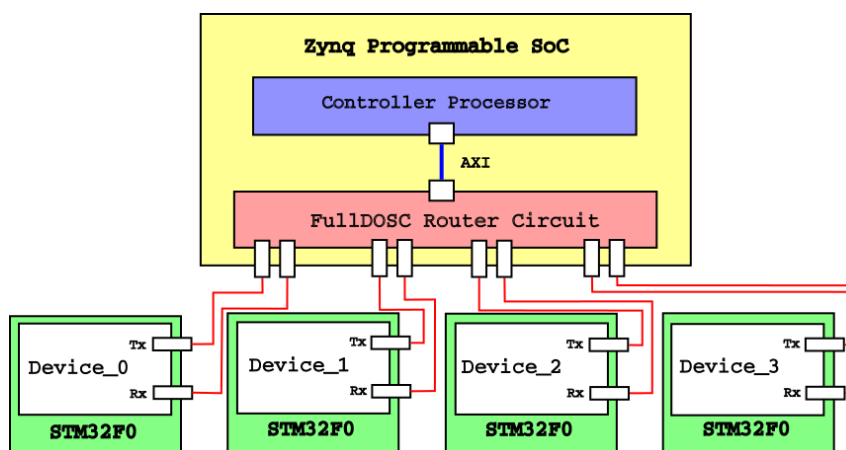 Zynq Programmable SoC
Controller Processor
AXI
FullDOSC Router Circuit
Tx
Device_0
Rx
STM32F0
Tx
Device_1
Rx
STM32F0
Tx
Device_2
Rx
STM32F0
Tx
Device_3
Rx
STM32F0